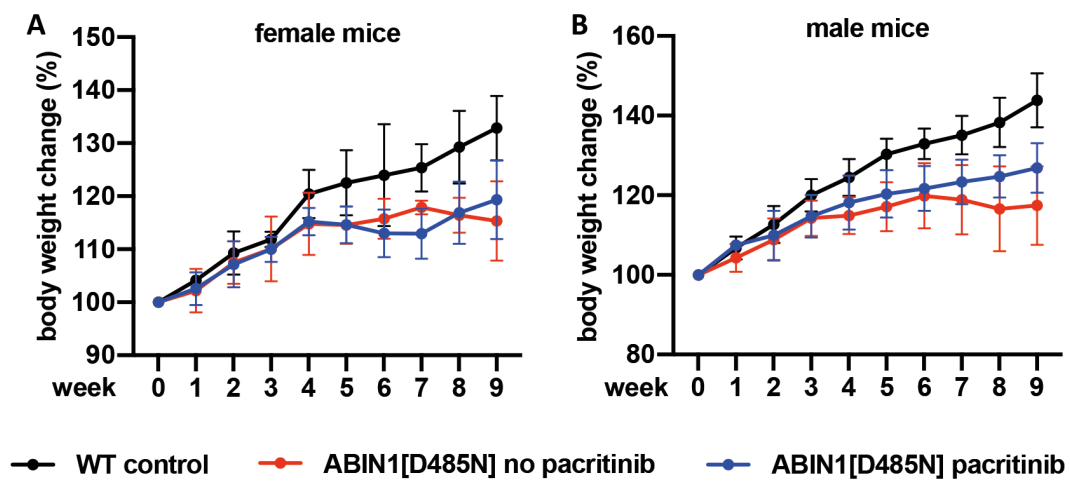 A
female mice
body weight change (%)
150
140
130
120
110
100
90
week 0 1 2 3 4 5 6 7 8 9
B
male mice
body weight change (%)
160
140
120
100
80
week 0 1 2 3 4 5 6 7 8 9
WT control ABIN1[D485N] no pacritinib ABIN1[D485N] pacritinib